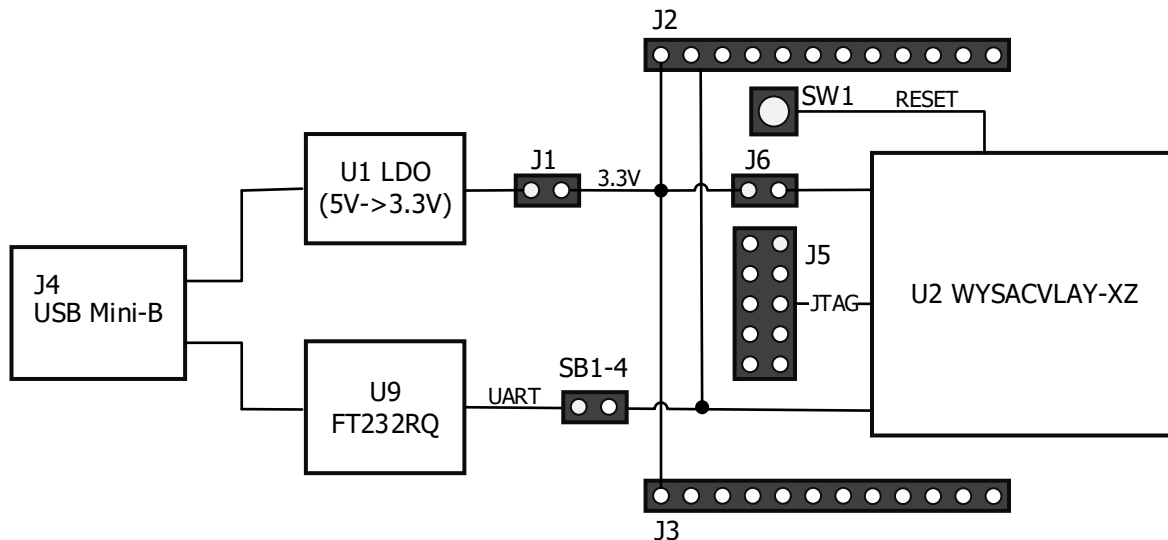 J2
SW1
RESET
U1 LDO
(5V->3.3V)
J1
3.3V
J6
J4
USB Mini-B
J5
U2 WYSACVLAY-XZ
JTAG
U9
FT232RQ
UART
SB1-4
J3